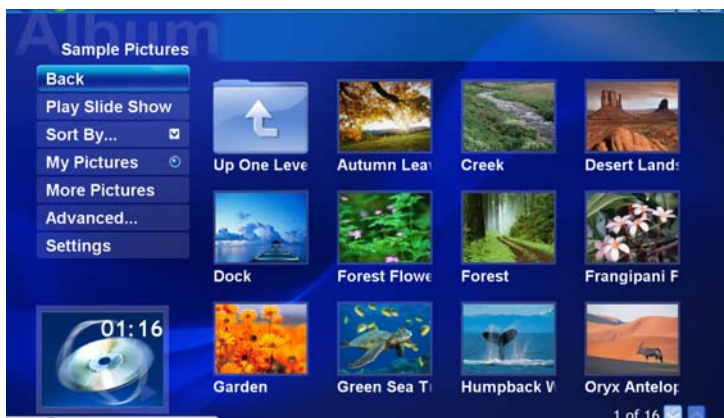 Album
Sample Pictures
Back
Play Slide Show
Sort By...
My Pictures
More Pictures
Advanced...
Settings
01:16
Up One Leve
Autumn Lea
Creek
Desert Lands
Dock
Forest Flowe
Forest
Frangipani F
Garden
Green Sea T
Humpback W
Oryx Antelop
1 of 16